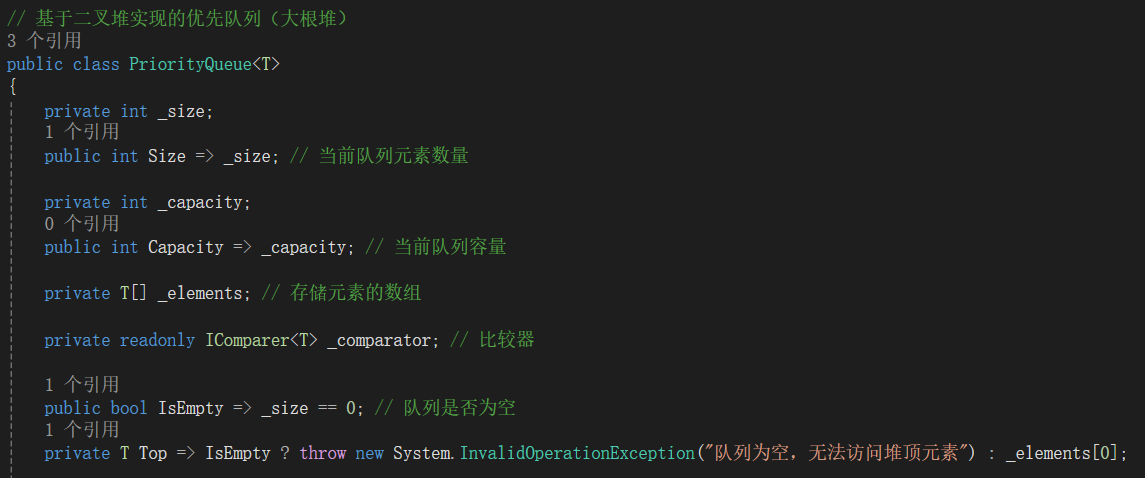 // 基于二叉堆实现的优先队列（大根堆）
3 个引用
public class PriorityQueue<T>
{
private int _size;
1 个引用
public int Size => _size; // 当前队列元素数量
private int _capacity;
0 个引用
public int Capacity => _capacity; // 当前队列容量
private T[] _elements; // 存储元素的数组
private readonly IComparer<T> _comparator; // 比较器
1 个引用
public bool IsEmpty => _size == 0; // 队列是否为空
1 个引用
private T Top => IsEmpty ? throw new System.InvalidOperationException("队列为空，无法访问堆顶元素") : _elements[0];